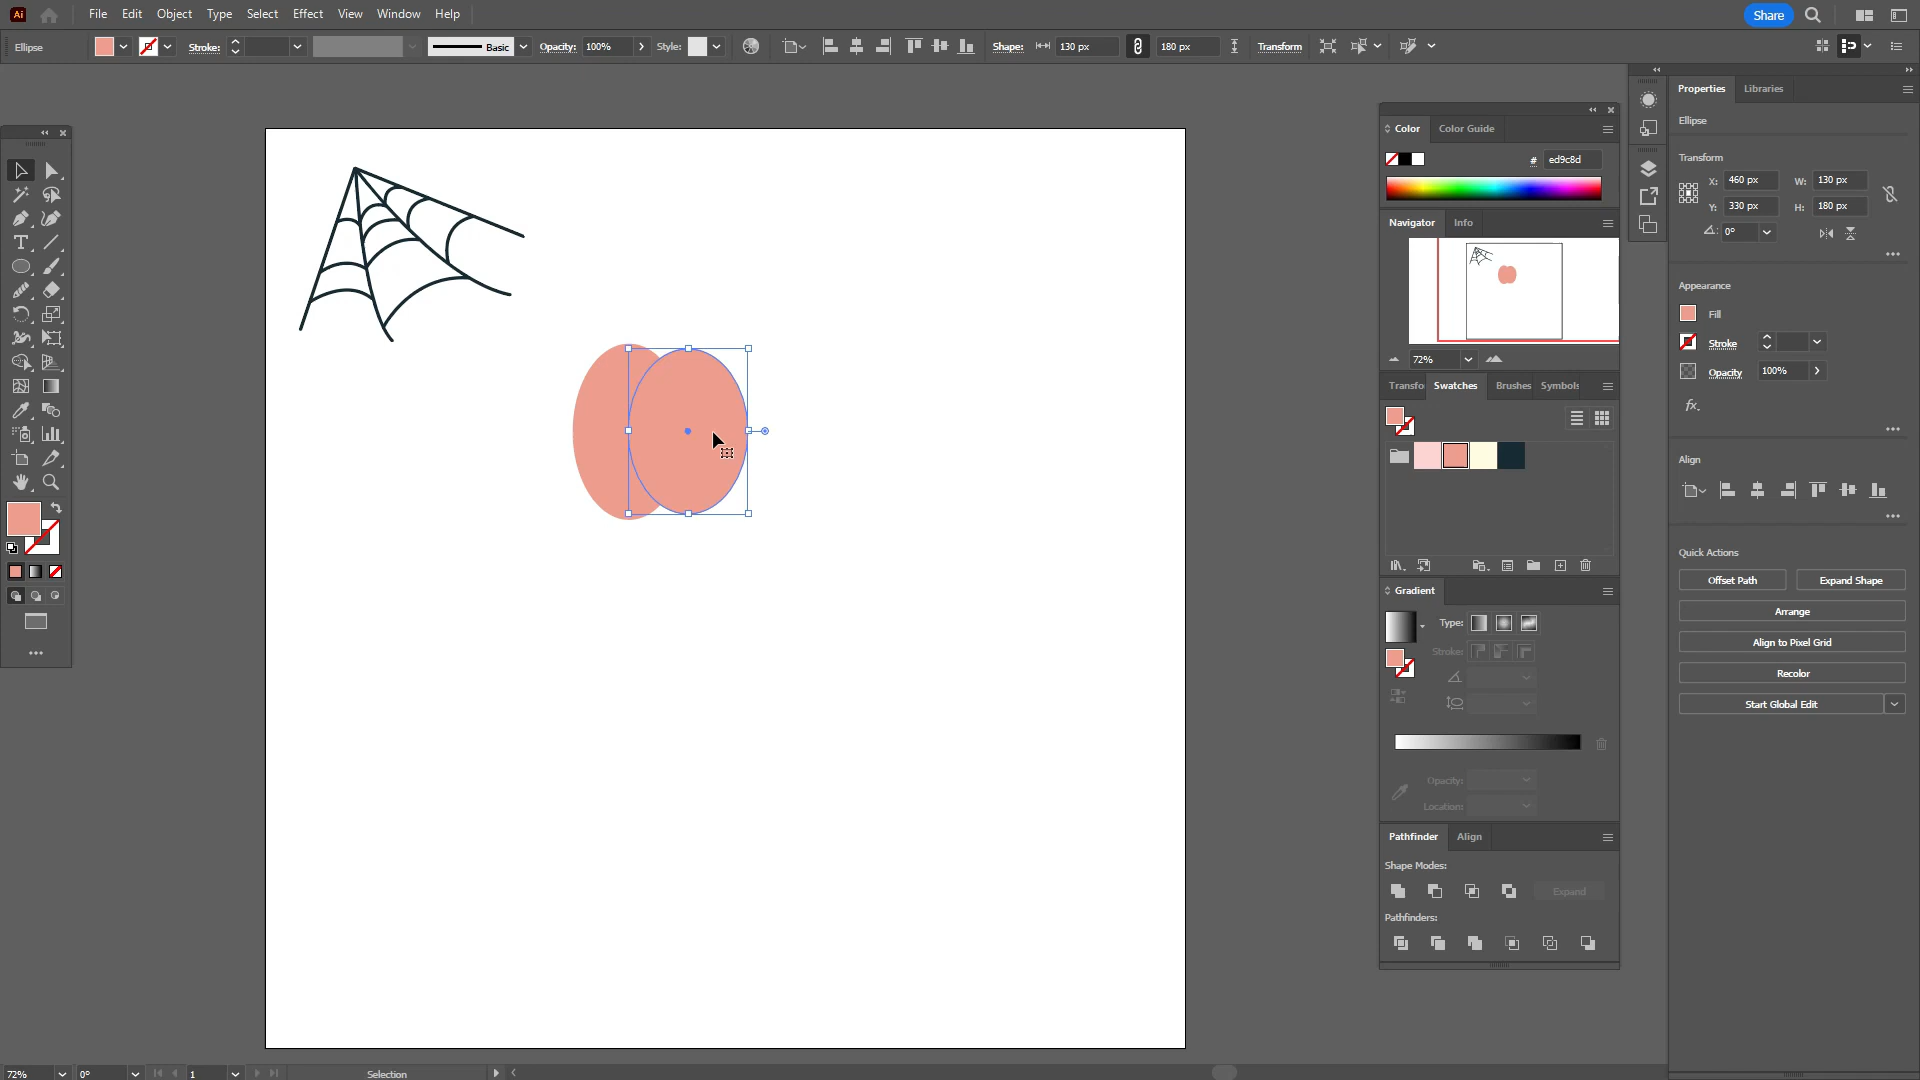 Ai File Edit Object Type Select Effect View Window Help Share
Ellipse Stroke: Basic Opacity: 100% Style: Shape: 130 px 180 px Transform
Properties Libraries
Ellipse
Transform
X: 460 px W: 130 px
Y: 330 px H: 180 px
0°
Appearance
Fill
Stroke
Opacity 100%
fx.
Align
Quick Actions
Offset Path Expand Shape
Arrange
Align to Pixel Grid
Recolor
Start Global Edit
Color Color Guide
# ed9c8d
Navigator Info
72%
Transfo Swatches Brushes Symbols
Gradient
Type:
Stroke:
Opacity:
Location:
Pathfinder Align
Shape Modes:
Expand
Pathfinders:
72% 0° 1 Selection